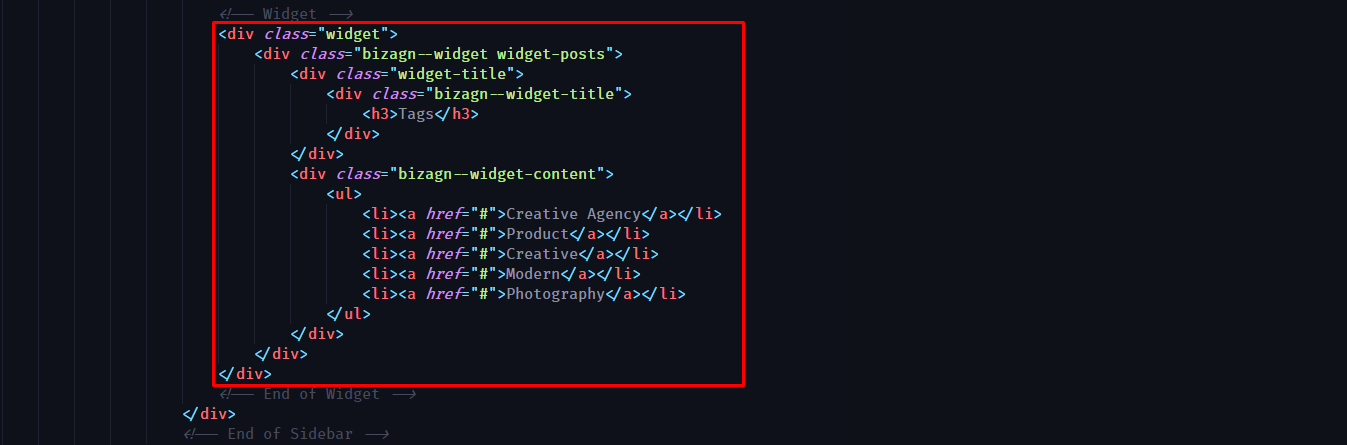 <!-- Widget -->
<div class="widget">
<div class="bizagn--widget widget-posts">
<div class="widget-title">
<div class="bizagn--widget-title">
<h3>Tags</h3>
</div>
</div>
<div class="bizagn--widget-content">
<ul>
<li><a href="#">Creative Agency</a></li>
<li><a href="#">Product</a></li>
<li><a href="#">Creative</a></li>
<li><a href="#">Modern</a></li>
<li><a href="#">Photography</a></li>
</ul>
</div>
</div>
</div>
<!-- End of Widget -->
</div>
<!-- End of Sidebar -->